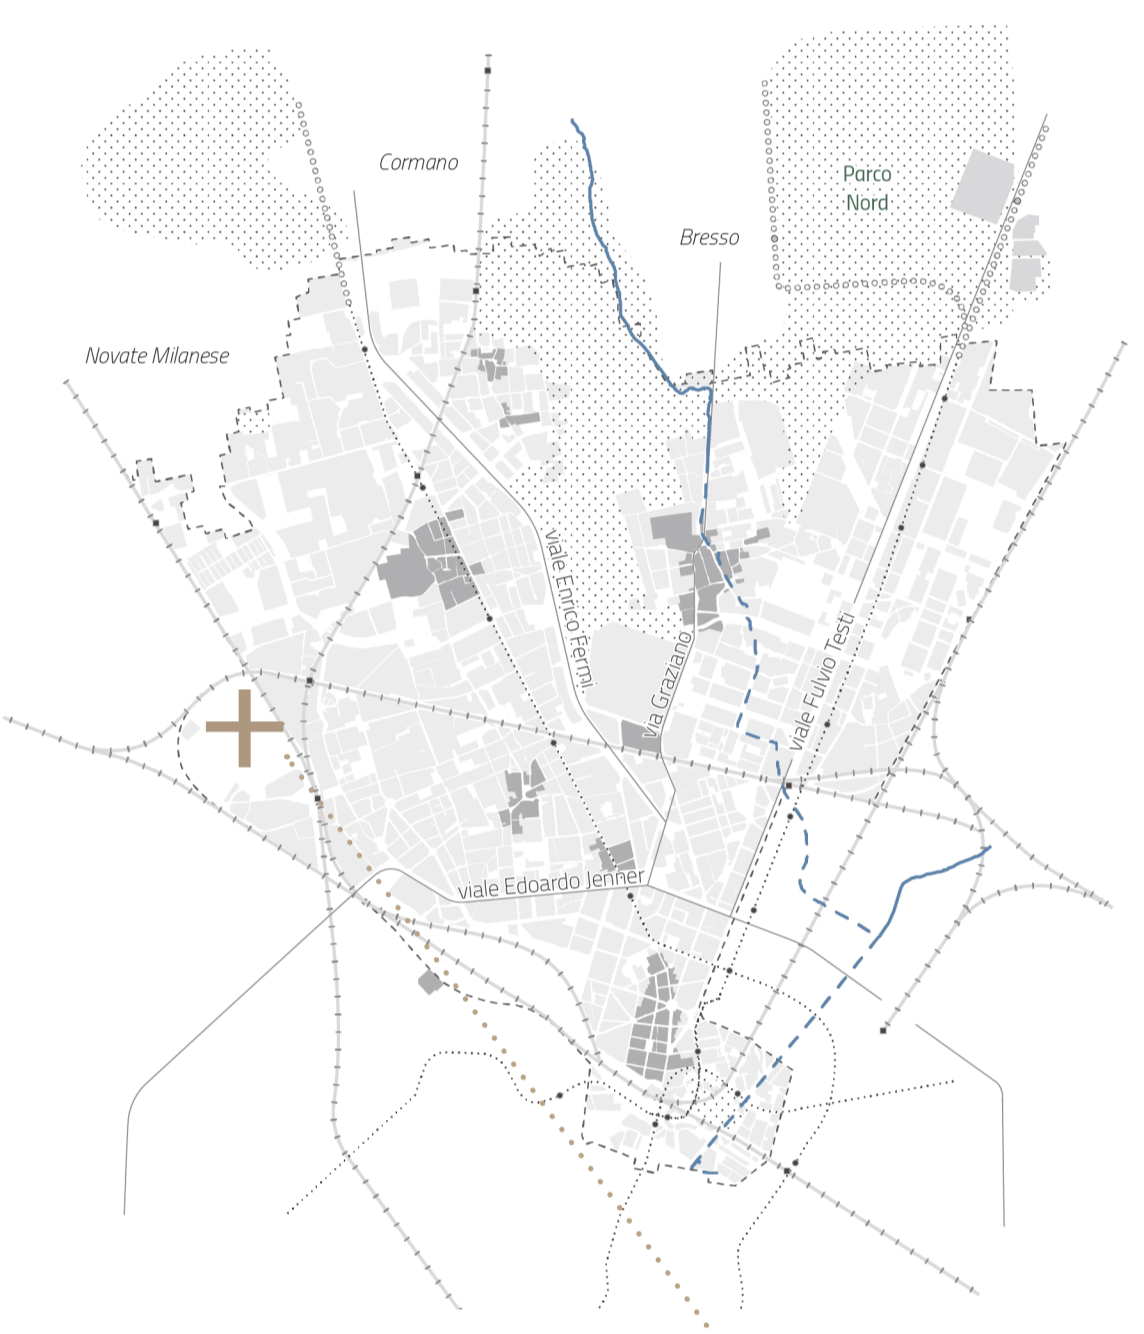 Cormano
Parco
Nord
Bresso
Novate Milanese
viale Enrico Fermi
via Graziano
viale Fulvio Testi
viale Edoardo Jenner